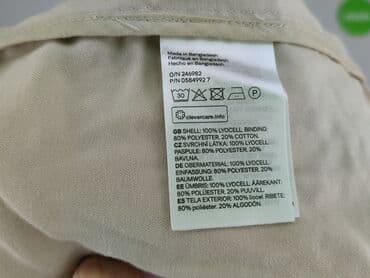 Made in Bangladesh
Fabriqué en Bangladesh
Hecho en Bangladesh
O/N 246982
P/N 0584992 7
30
P
clevercare.info
GB SHELL: 100% LYOCELL. BINDING:
80% POLYESTER, 20% COTTON.
CZ SVRCHNÍ LÁTKA: 100% LYOCELL.
PASPULE: 80% POLYESTER, 20%
BAVLNA.
DE OBERMATERIAL: 100% LYOCELL.
EINFASSUNG: 80% POLYESTER, 20%
BAUMWOLLE.
EE ÜMBRIS: 100% LYOCELL. ÄÄREKANT:
80% POLÜESTER, 20% PUUVILL.
ES TELA EXTERIOR: 100% liocel. RIBETE:
80% poliéster, 20% ALGODÓN.